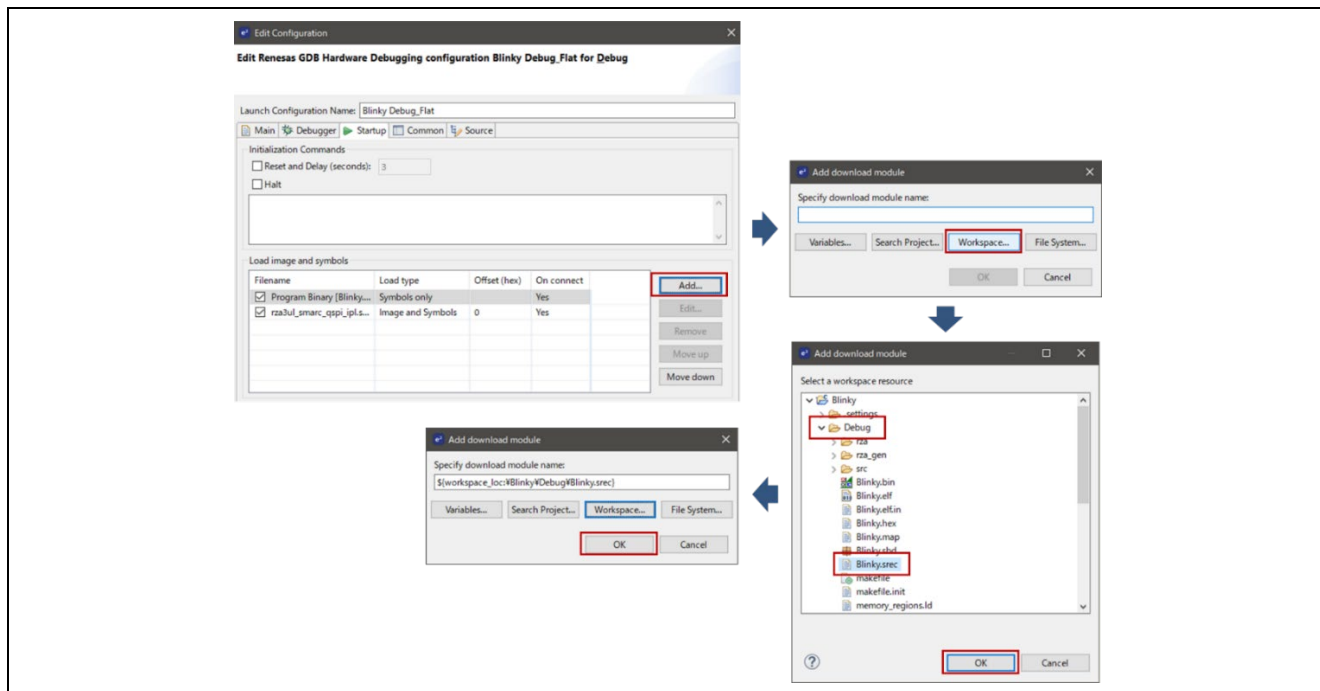 Edit Configuration
Edit Renesas GDB Hardware Debugging configuration Blinky Debug_Flat for Debug
Launch Configuration Name: Blinky Debug_Flat
Main Debugger Startup Common Source
Initialization Commands
Reset and Delay (seconds): 3
Halt
Load image and symbols
Filename Load type Offset (hex) On connect
Program Binary [Blinky.... Symbols only Yes
rza3ul_smarc_qspi_ipl.s... Image and Symbols 0 Yes
Add...
Edit...
Remove
Move up
Move down
Add download module
Specify download module name:
Variables... Search Project... Workspace... File System...
OK Cancel
Add download module
Select a workspace resource
Blinky
.settings
Debug
rza
rza_gen
src
Blinky.bin
Blinky.elf
Blinky.elf.in
Blinky.hex
Blinky.map
Blinky.sbd
Blinky.srec
makefile
makefile.init
memory_regions.ld
OK Cancel
Add download module
Specify download module name:
${workspace_loc:¥Blinky¥Debug¥Blinky.srec}
Variables... Search Project... Workspace... File System...
OK Cancel